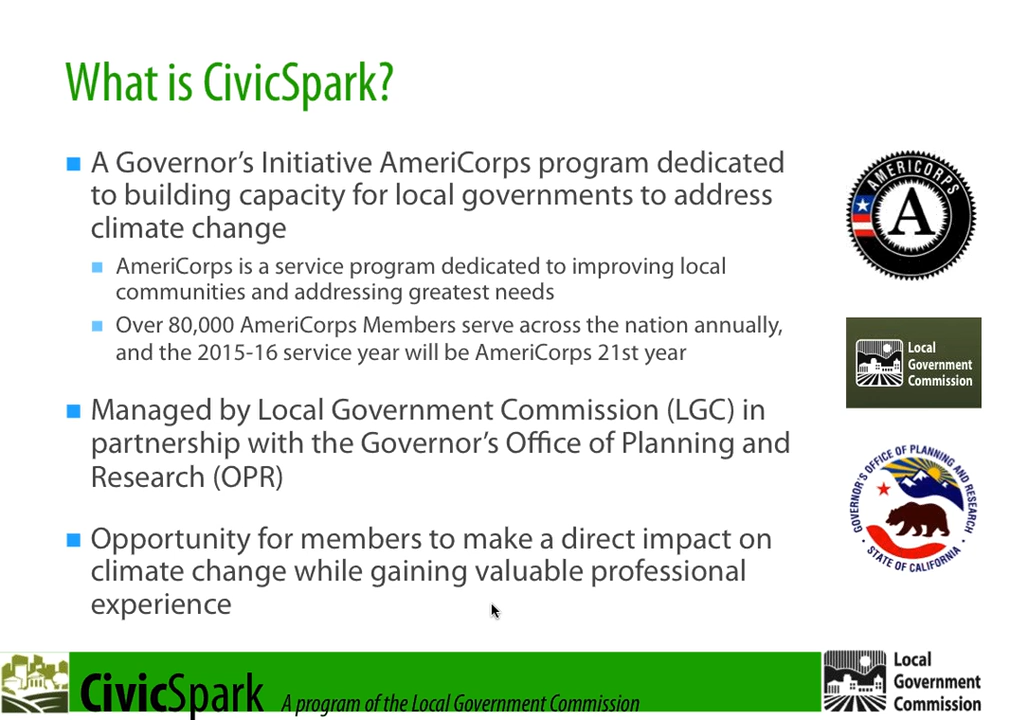 What is CivicSpark?
A Governor's Initiative AmeriCorps program dedicated
to building capacity for local governments to address
climate change
AmeriCorps is a service program dedicated to improving local
communities and addressing greatest needs
Over 80,000 AmeriCorps Members serve across the nation annually,
and the 2015-16 service year will be AmeriCorps 21st year
Managed by Local Government Commission (LGC) in
partnership with the Governor's Office of Planning and
Research (OPR)
Opportunity for members to make a direct impact on
climate change while gaining valuable professional
experience
AMERICORPS
A
Local
Government
Commission
GOVERNOR'S OFFICE OF PLANNING AND RESEARCH
• STATE OF CALIFORNIA •
CivicSpark A program of the Local Government Commission
Local
Government
Commission